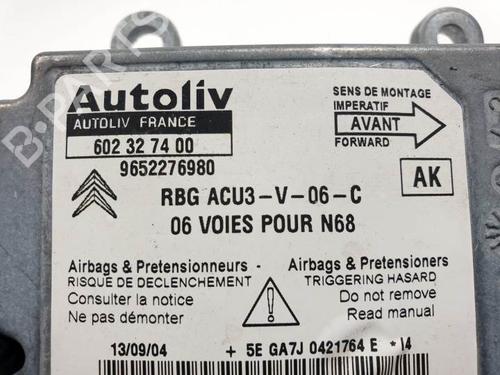 Autoliv
AUTOLIV FRANCE
602 32 74 00
9652276980
SENS DE MONTAGE
IMPERATIF
AVANT
FORWARD
RBG ACU3-V-06-C
AK
06 VOIES POUR N68
Airbags & Pretensionneurs -
RISQUE DE DECLENCHEMENT
Consulter la notice
Ne pas démonter
Airbags & Pretensioners
TRIGGERING HASARD
Do not remove
Read manual
13/09/04 + 5E GA7J 0421764 E
B-PARTS